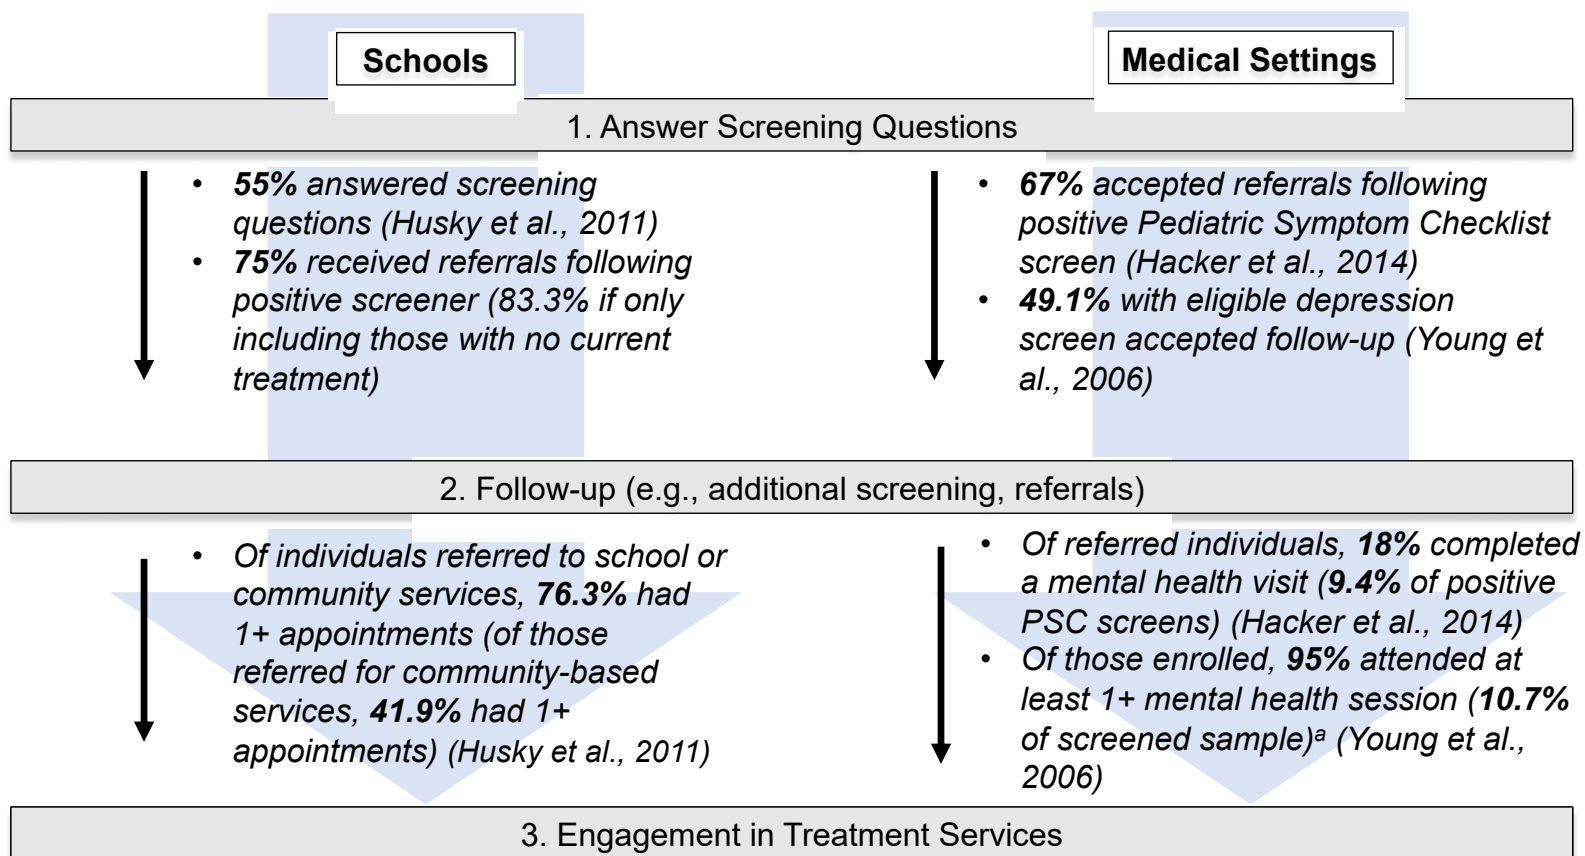 Schools
Medical Settings
1. Answer Screening Questions
• 55% answered screening
questions (Husky et al., 2011)
• 75% received referrals following
positive screener (83.3% if only
including those with no current
treatment)
• 67% accepted referrals following
positive Pediatric Symptom Checklist
screen (Hacker et al., 2014)
• 49.1% with eligible depression
screen accepted follow-up (Young et
al., 2006)
2. Follow-up (e.g., additional screening, referrals)
• Of individuals referred to school or
community services, 76.3% had
1+ appointments (of those
referred for community-based
services, 41.9% had 1+
appointments) (Husky et al., 2011)
• Of referred individuals, 18% completed
a mental health visit (9.4% of positive
PSC screens) (Hacker et al., 2014)
• Of those enrolled, 95% attended at
least 1+ mental health session (10.7%
of screened sample)ª (Young et al.,
2006)
3. Engagement in Treatment Services